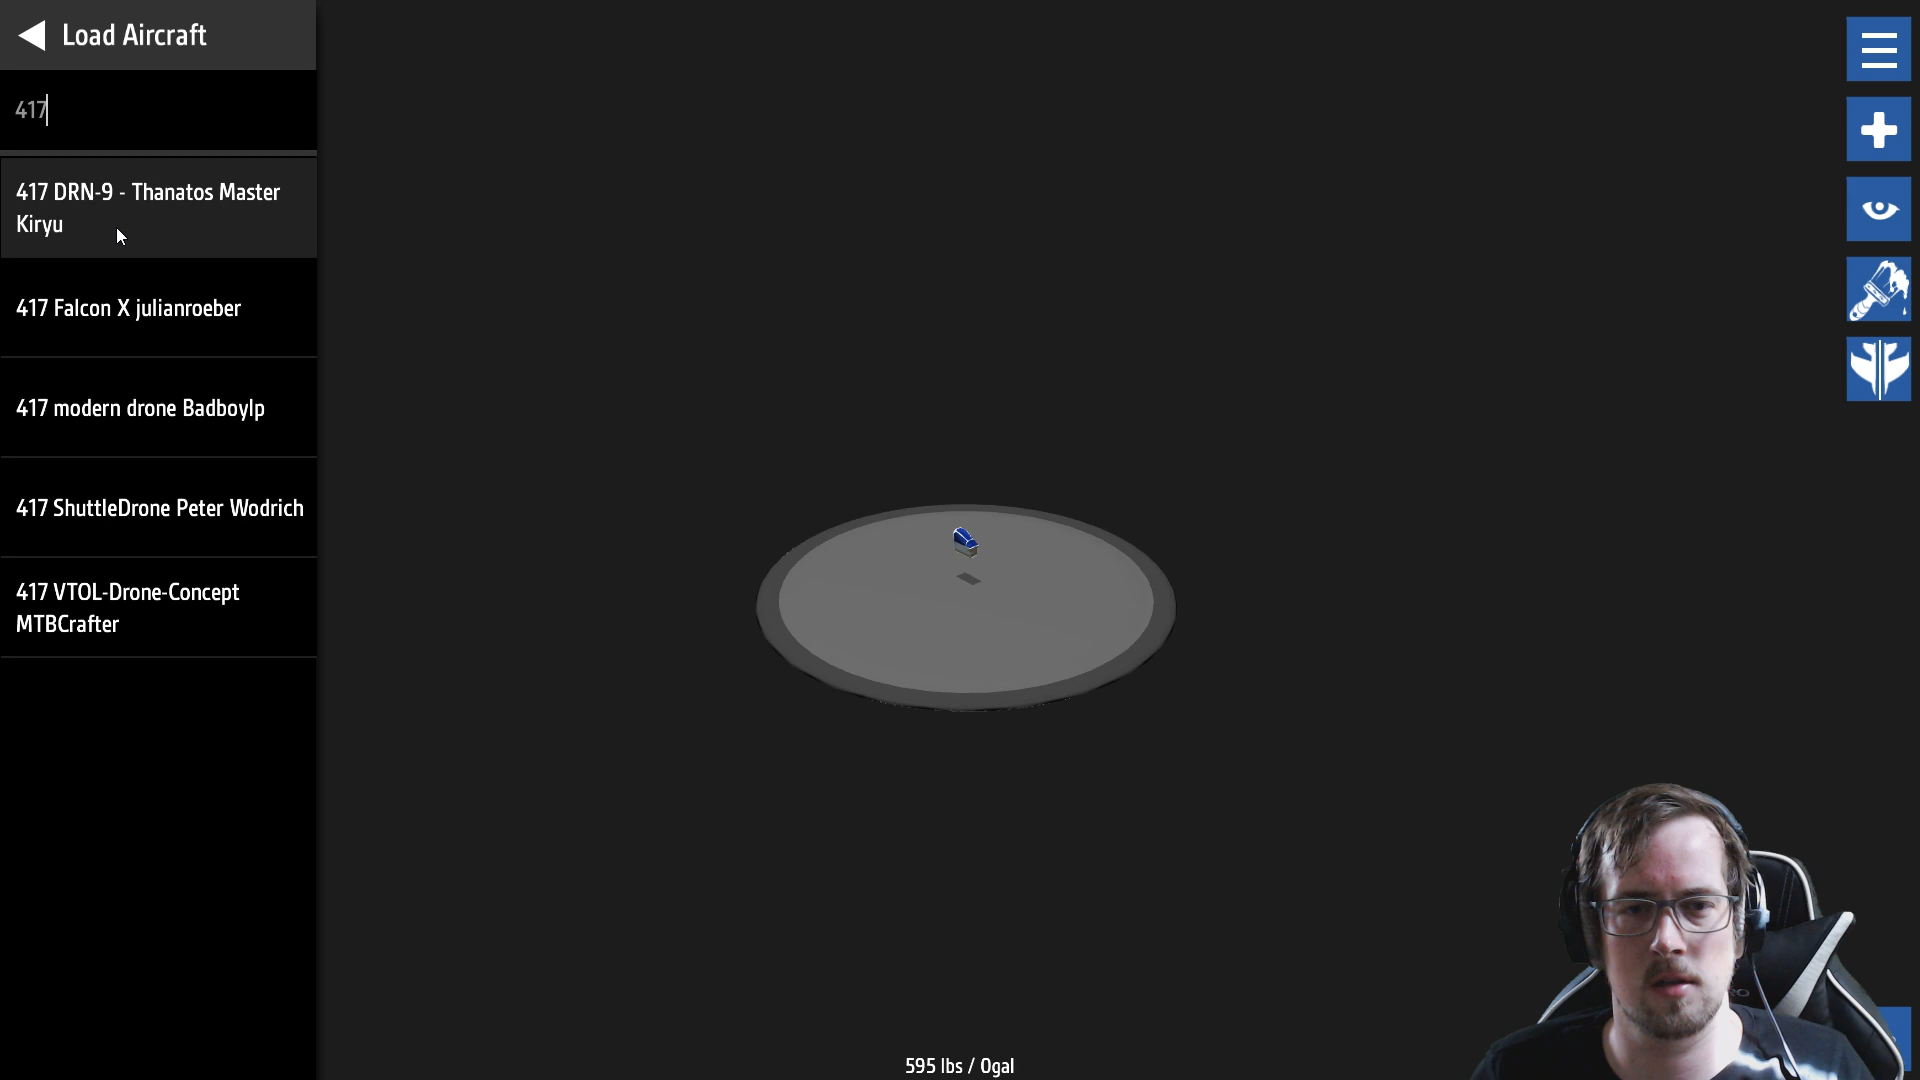 Load Aircraft
417
417 DRN-9 - Thanatos Master
Kiryu
417 Falcon X julianroeber
417 modern drone Badboylp
417 ShuttleDrone Peter Wodrich
417 VTOL-Drone-Concept
MTBCrafter
595 lbs / 0gal